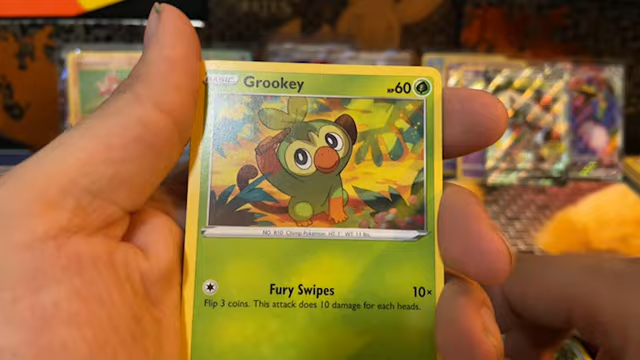 BASIC
Grookey
HP60
NO. 810 Chimp Pokémon HT: 1' WT: 11 lbs.
Fury Swipes 10×
Flip 3 coins. This attack does 10 damage for each heads.